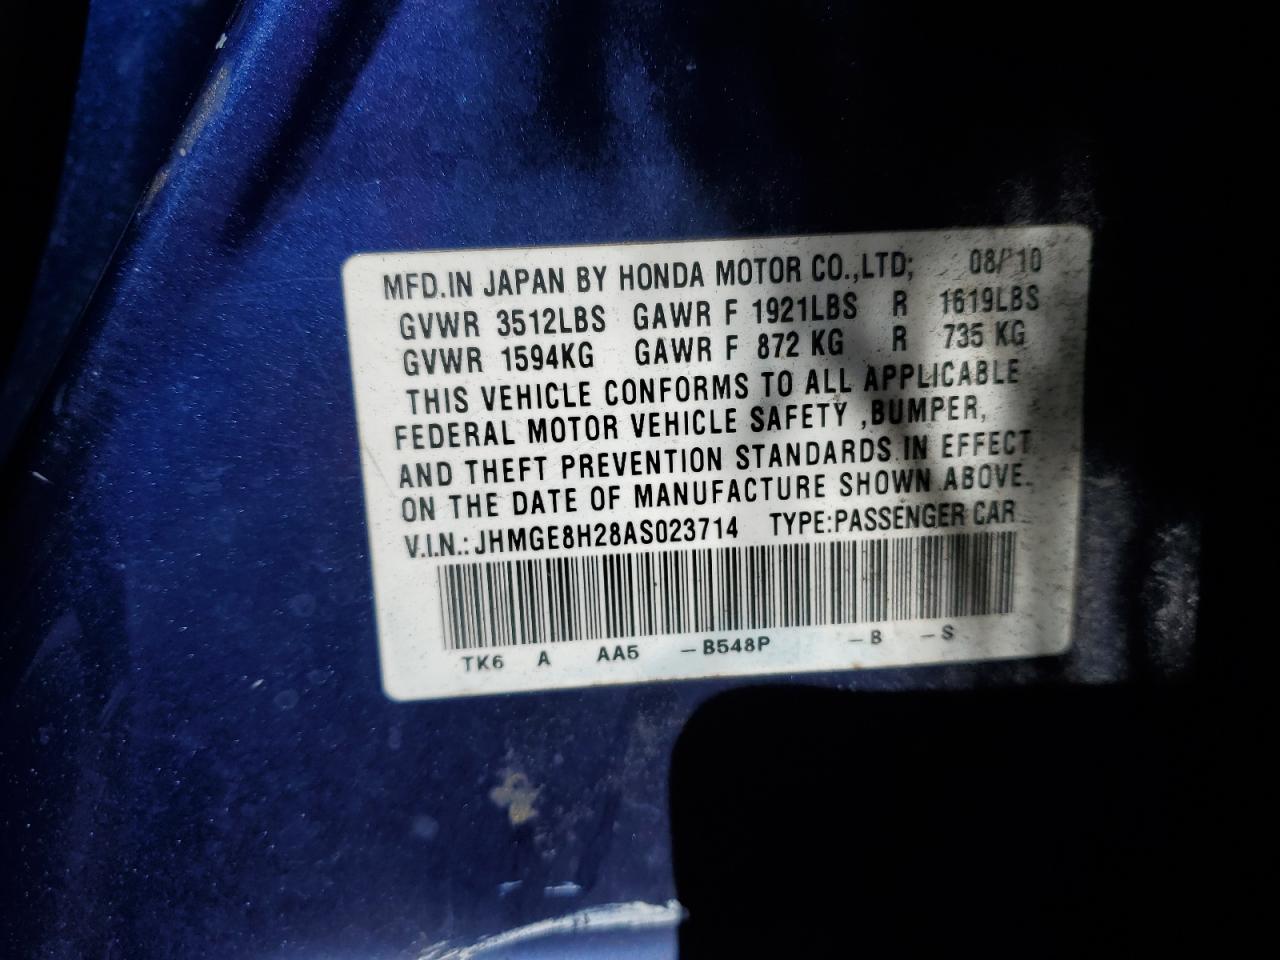 MFD.IN JAPAN BY HONDA MOTOR CO.,LTD; 08/10
GVWR 3512LBS GAWR F 1921LBS R 1619LBS
GVWR 1594KG GAWR F 872 KG R 735 KG
THIS VEHICLE CONFORMS TO ALL APPLICABLE
FEDERAL MOTOR VEHICLE SAFETY ,BUMPER,
AND THEFT PREVENTION STANDARDS IN EFFECT
ON THE DATE OF MANUFACTURE SHOWN ABOVE.
V.I.N.: JHMGE8H28AS023714 TYPE:PASSENGER CAR
TK6 A AA5 –B548P –B –S